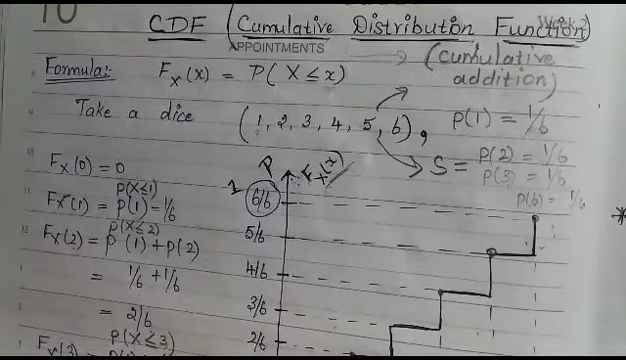 10
CDF (Cumulative Distribution Function)
Week
APPOINTMENTS
(cumulative addition)
Formula:- Fx(x) = P(X ≤ x)
Take a dice (1, 2, 3, 4, 5, 6),
P(1) = 1/6
S = P(2) = 1/6
P(3) = 1/6
P(6) = 1/6
Fx(0) = 0
P(X≤1)
Fx(1) = P(1) - 1/6
P(X≤2)
Fx(2) = P(1) + P(2)
= 1/6 + 1/6
= 2/6
P(X≤3)
Fx(3) =
P Fx(x)
1 6/6
5/6
4/6
3/6
2/6
*